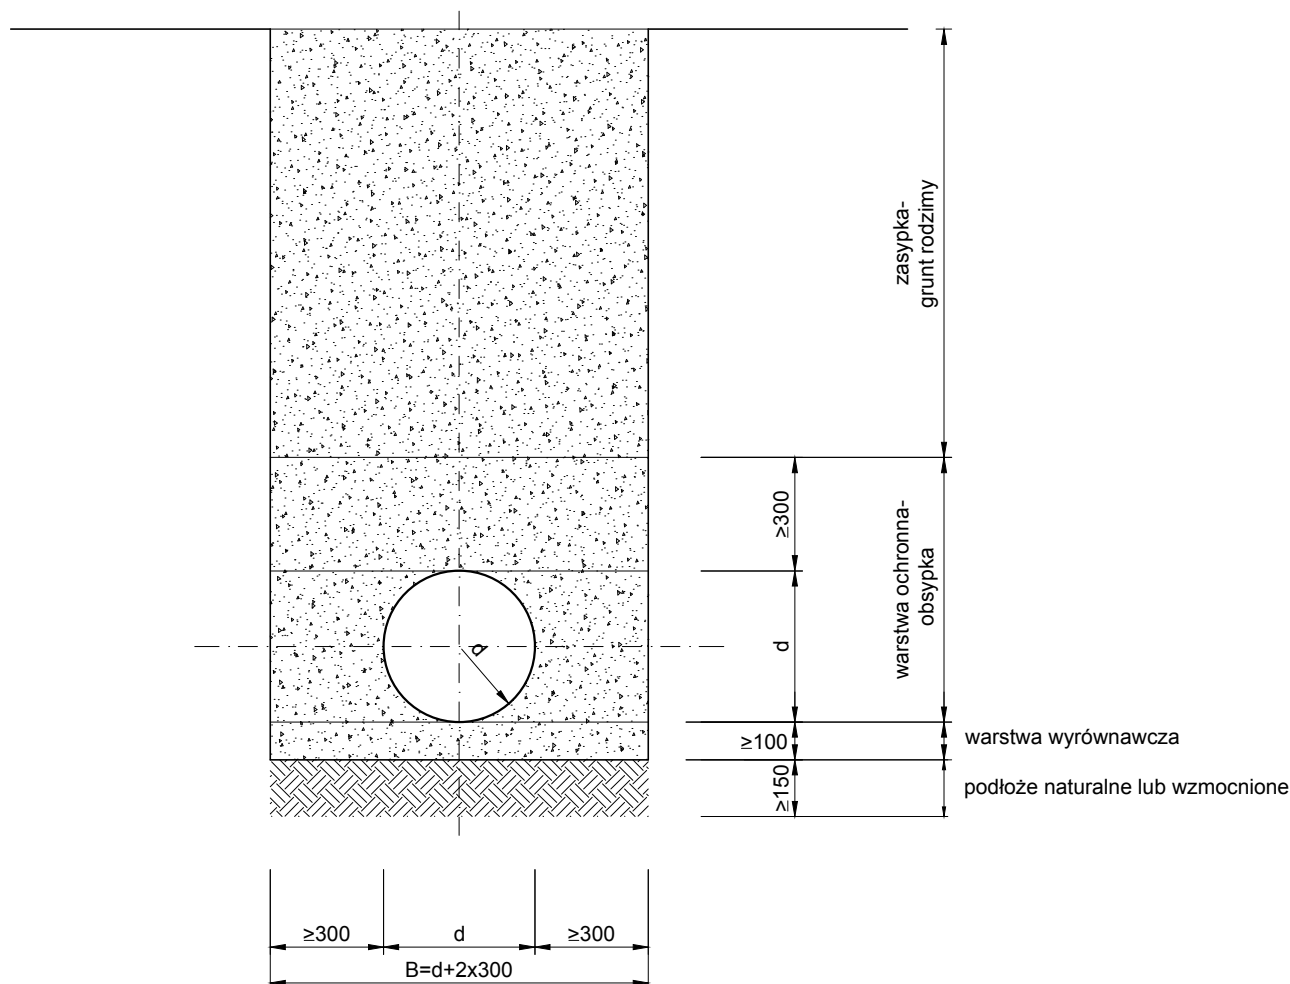 zasypka-
grunt rodzimy
≥300
warstwa ochronna-
obsypka
d
d
≥100
warstwa wyrównawcza
≥150
podłoże naturalne lub wzmocnione
≥300
d
≥300
B=d+2x300